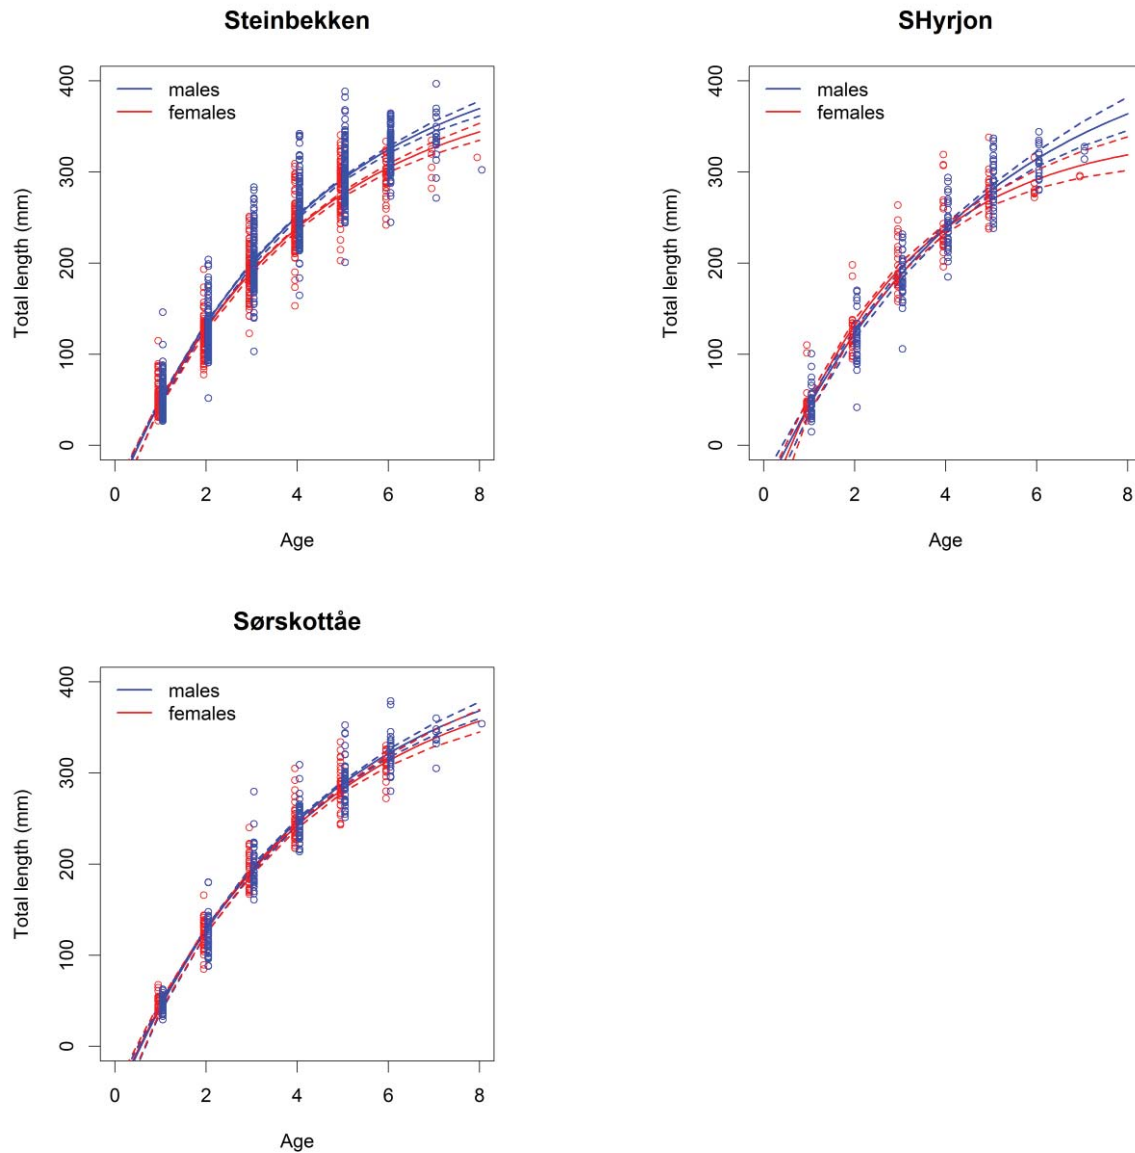 Steinbekken
Total length (mm)
400
300
200
100
0
males
females
0 2 4 6 8
Age
SHyrjon
Total length (mm)
400
300
200
100
0
males
females
0 2 4 6 8
Age
Sørskottåe
Total length (mm)
400
300
200
100
0
males
females
0 2 4 6 8
Age